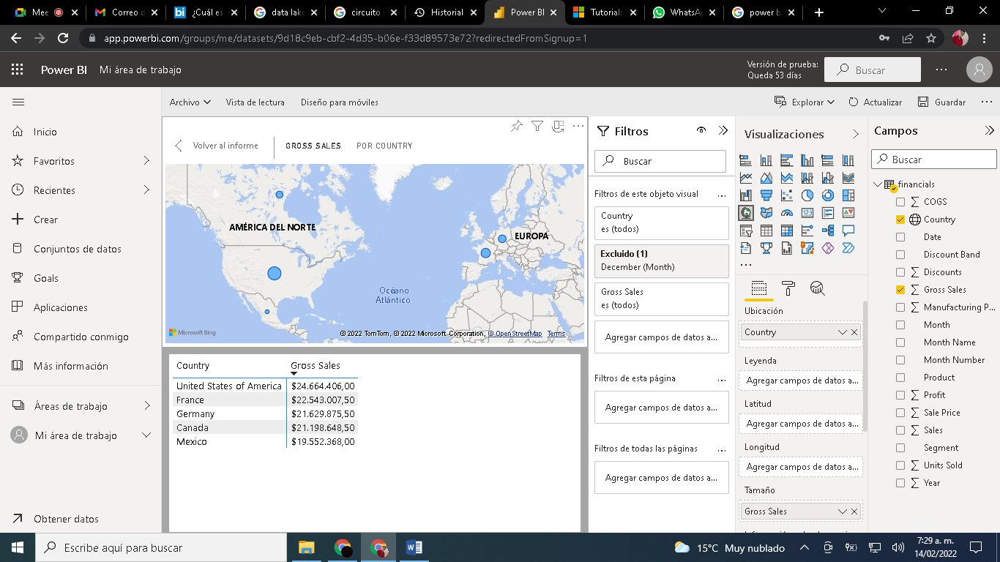 Mee
Correo d
¿Cuál es
data lake
circuito
Historial
Power BI
Tutorial:
WhatsA
power b
app.powerbi.com/groups/me/datasets/9d18c9eb-cbf2-4d35-b06e-f33d89573e72?redirectedFromSignup=1
Power BI Mi área de trabajo
Versión de prueba:
Queda 53 días
Buscar
Archivo Vista de lectura Diseño para móviles
Explorar Actualizar Guardar
Inicio
Favoritos
Recientes
Crear
Conjuntos de datos
Goals
Aplicaciones
Compartido conmigo
Más información
Áreas de trabajo
Mi área de trabajo
Obtener datos
Volver al informe GROSS SALES POR COUNTRY
AMÉRICA DEL NORTE
EUROPA
Océano
Atlántico
Microsoft Bing
© 2022 TomTom, © 2022 Microsoft Corporation, © OpenStreetMap Terms
Country Gross Sales
United States of America $24.664.406,00
France $22.543.007,50
Germany $21.629.875,50
Canada $21.198.648,50
Mexico $19.552.368,00
Filtros
Buscar
Filtros de este objeto visual ...
Country
es (todos)
Excluido (1)
December (Month)
Gross Sales
es (todos)
Agregar campos de datos a...
Filtros de esta página ...
Agregar campos de datos a...
Filtros de todas las páginas ...
Agregar campos de datos a...
Visualizaciones
Ubicación
Country
Leyenda
Agregar campos de datos a...
Latitud
Agregar campos de datos a...
Longitud
Agregar campos de datos a...
Tamaño
Gross Sales
Campos
Buscar
financials
COGS
Country
Date
Discount Band
Discounts
Gross Sales
Manufacturing P...
Month
Month Name
Month Number
Product
Profit
Sale Price
Sales
Segment
Units Sold
Year
Escribe aquí para buscar
15°C Muy nublado
7:29 a. m.
14/02/2022